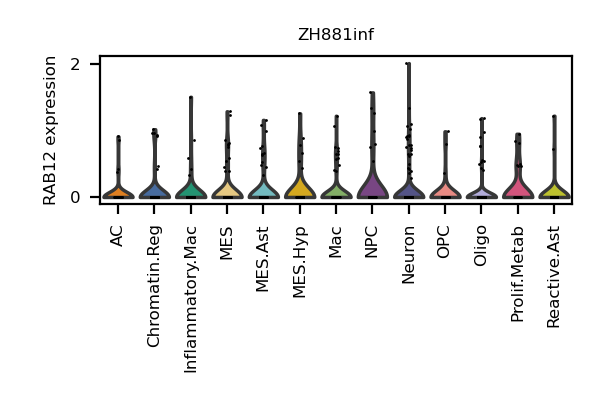 ZH881inf
RAB12 expression
2
0
AC
Chromatin.Reg
Inflammatory.Mac
MES
MES.Ast
MES.Hyp
Mac
NPC
Neuron
OPC
Oligo
Prolif.Metab
Reactive.Ast